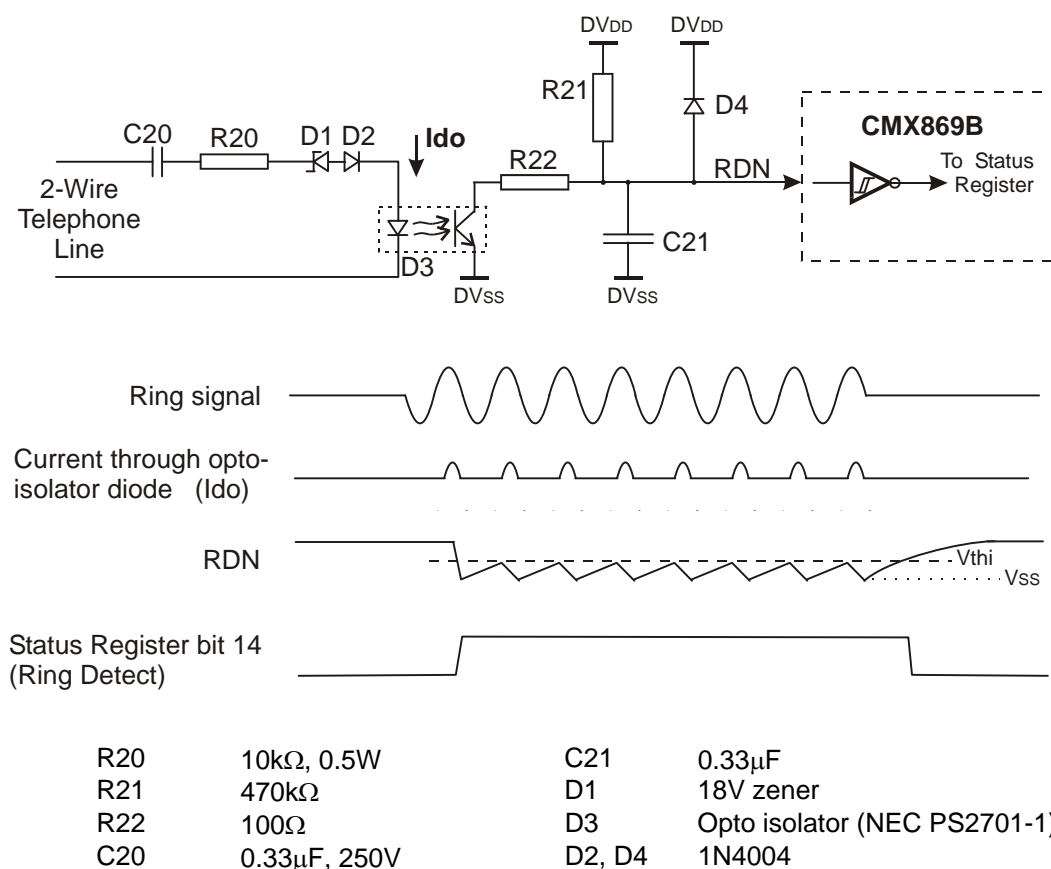 DVDD DVDD
R21
D4
CMX869B
C20 R20 D1 D2 Ido
R22
RDN
To Status
Register
2-Wire
Telephone
Line
C21
D3
DVSS DVSS
Ring signal
Current through opto-
isolator diode (Ido)
RDN
Vthi
Vss
Status Register bit 14
(Ring Detect)
R20 10kΩ, 0.5W C21 0.33μF
R21 470kΩ D1 18V zener
R22 100Ω D3 Opto isolator (NEC PS2701-1)
C20 0.33μF, 250V D2, D4 1N4004